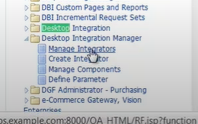 DBI Custom Pages and Reports
DBI Incremental Request Sets
Desktop Integration
Desktop Integration Manager
Manage Integrators
Create Integrator
Manage Components
Define Parameter
DGF Administrator - Purchasing
e-Commerce Gateway, Vision
Enterprises
ps.example.com:8000/OA_HTML/RF.jsp?function